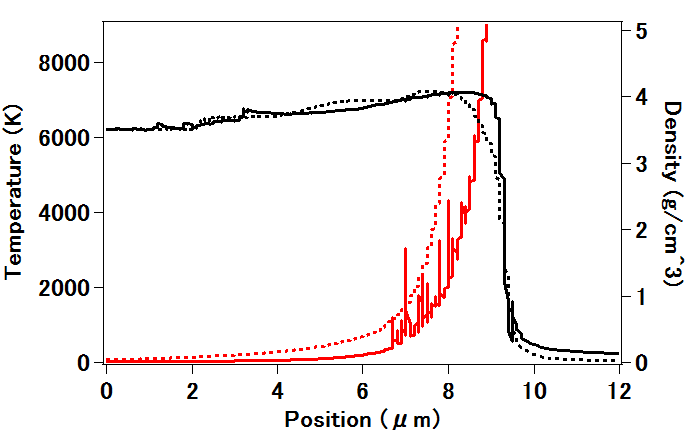 Temperature (K)
8000
6000
4000
2000
0
5
4
3
2
1
0
Density (g/cm^3)
0 2 4 6 8 10 12
Position (μm)